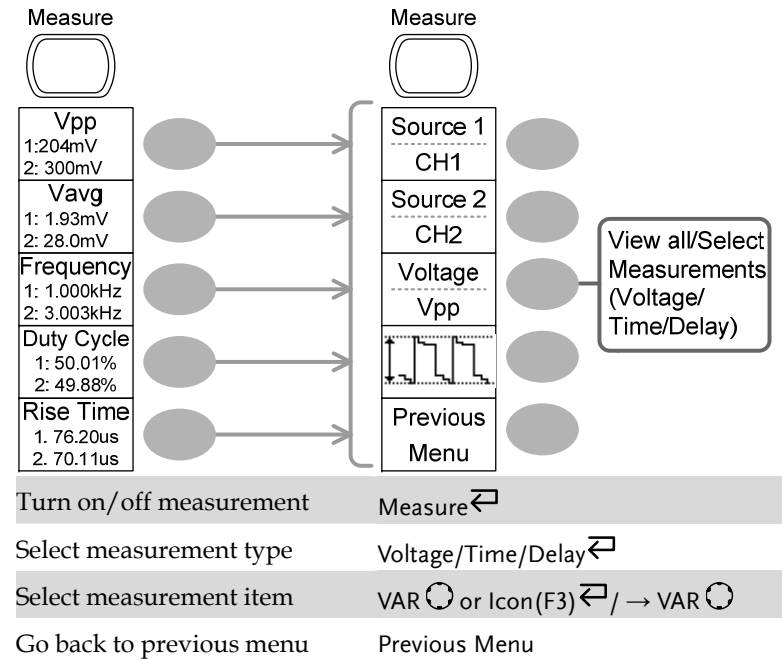 Measure
Vpp
1:204mV
2: 300mV
Vavg
1: 1.93mV
2: 28.0mV
Frequency
1: 1.000kHz
2: 3.003kHz
Duty Cycle
1: 50.01%
2: 49.88%
Rise Time
1. 76.20us
2. 70.11us
Measure
Source 1
CH1
Source 2
CH2
Voltage
Vpp
Previous
Menu
View all/Select
Measurements
(Voltage/
Time/Delay)
Turn on/off measurement Measure
Select measurement type Voltage/Time/Delay
Select measurement item VAR or Icon(F3) / → VAR
Go back to previous menu Previous Menu